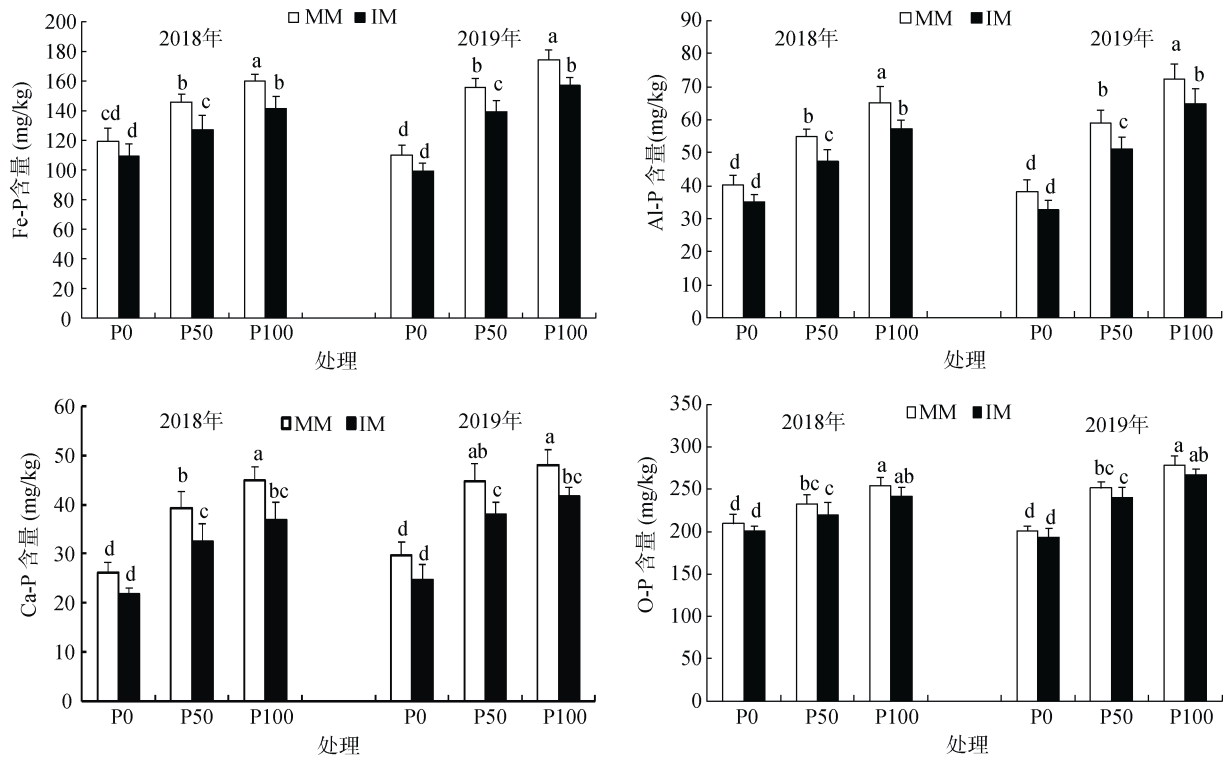 MM IM
2018年 2019年
Fe-P含量 (mg/kg)
200
180
160
140
120
100
80
60
40
20
0
cd d b c a b d d b c a b
P0 P50 P100 P0 P50 P100
处理
MM IM
2018年 2019年
Al-P 含量(mg/kg)
90
80
70
60
50
40
30
20
10
0
d d b c a b d d b c a b
P0 P50 P100 P0 P50 P100
处理
2018年 MM IM 2019年
Ca-P 含量 (mg/kg)
60
50
40
30
20
10
0
d d b c a bc d d ab c a bc
P0 P50 P100 P0 P50 P100
处理
MM IM
2018年 2019年
O-P 含量 (mg/kg)
350
300
250
200
150
100
50
0
d d bc c a ab d d bc c a ab
P0 P50 P100 P0 P50 P100
处理